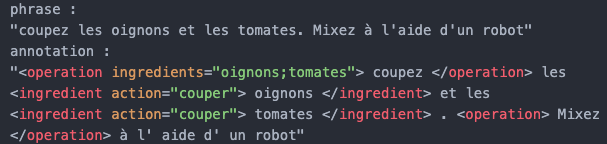 phrase :
"coupez les oignons et les tomates. Mixez à l'aide d'un robot"
annotation :
"<operation ingredients="oignons;tomates"> coupez </operation> les
<ingredient action="couper"> oignons </ingredient> et les
<ingredient action="couper"> tomates </ingredient> . <operation> Mixez
</operation> à l' aide d' un robot"